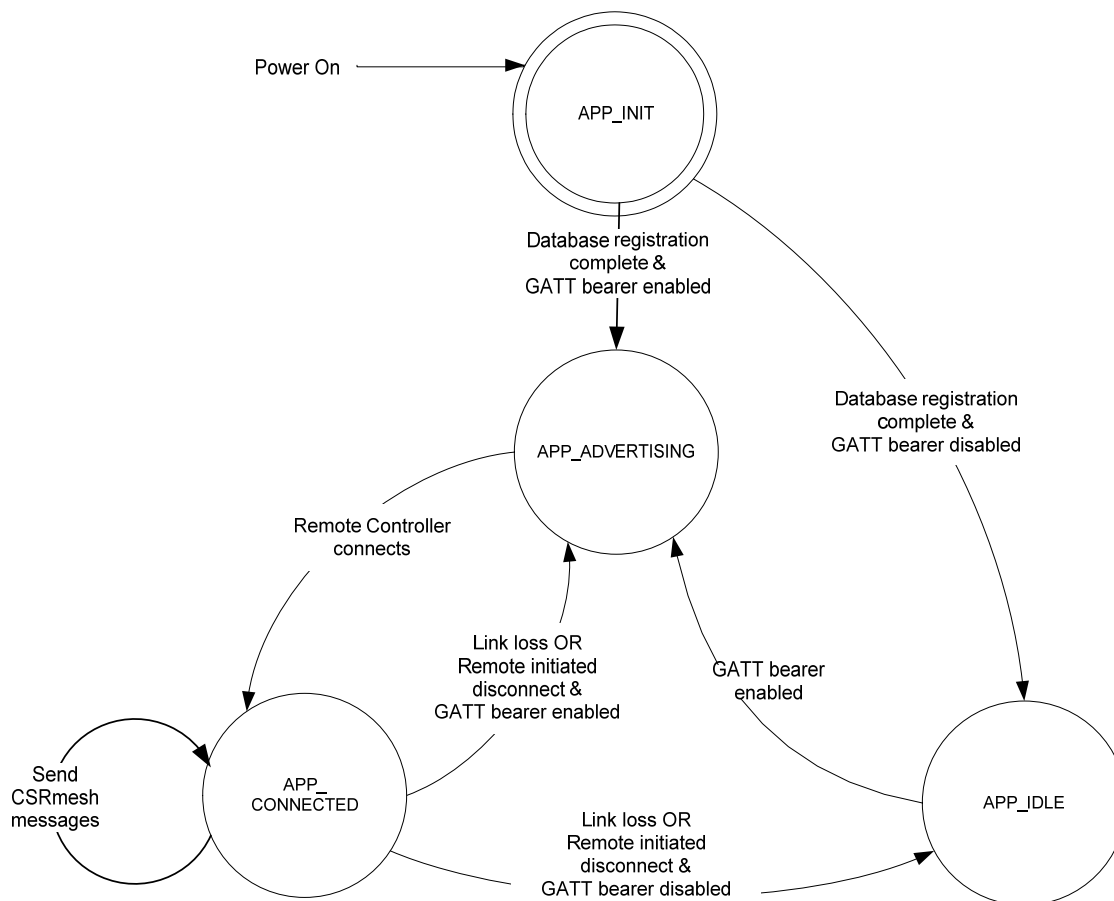 Power On
APP_INIT
Database registration
complete &
GATT bearer enabled
Database registration
complete &
GATT bearer disabled
APP_ADVERTISING
Remote Controller
connects
Link loss OR
Remote initiated
disconnect &
GATT bearer enabled
GATT bearer
enabled
Send
CSRmesh
messages
APP_
CONNECTED
APP_IDLE
Link loss OR
Remote initiated
disconnect &
GATT bearer disabled